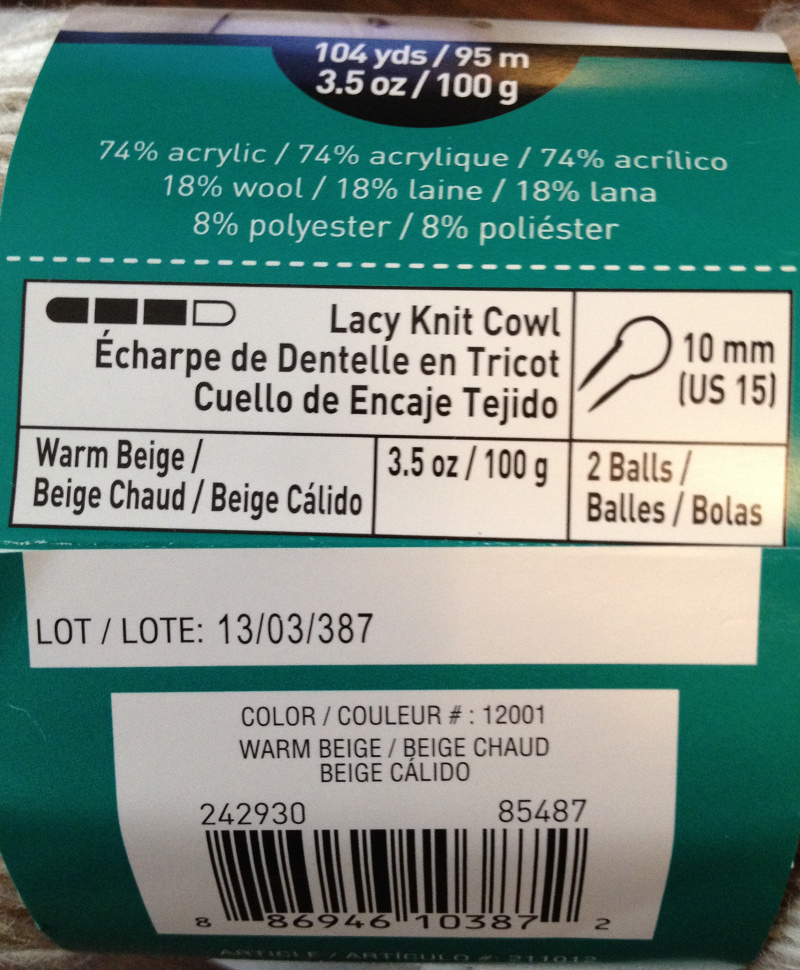 104 yds / 95 m
3.5 oz / 100 g
74% acrylic / 74% acrylique / 74% acrílico
18% wool / 18% laine / 18% lana
8% polyester / 8% poliéster
Lacy Knit Cowl
Écharpe de Dentelle en Tricot
Cuello de Encaje Tejido
10 mm
(US 15)
Warm Beige /
Beige Chaud / Beige Cálido
3.5 oz / 100 g
2 Balls /
Balles / Bolas
LOT / LOTE: 13/03/387
COLOR / COULEUR # : 12001
WARM BEIGE / BEIGE CHAUD
BEIGE CÁLIDO
242930 85487
8 86946 10387 2
ARTICLE / ARTÍCULO #: 211012